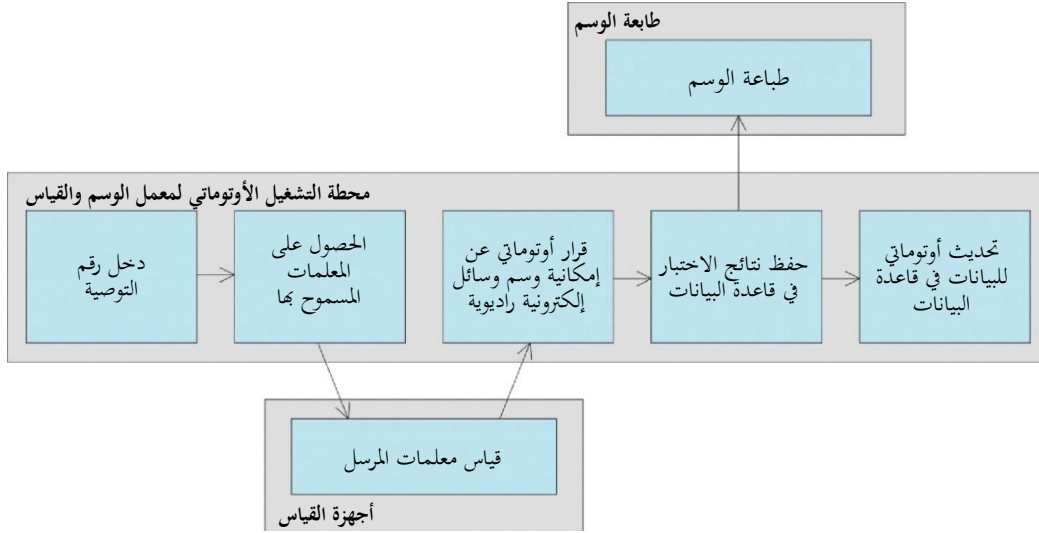 طابعة الوسم
طباعة الوسم
محطة التشغيل الأوتوماتي لمعمل الوسم والقياس
دخل رقم
التوصية
الحصول على
المعلمات
المسموح بها
قرار أوتوماتي عن
إمكانية وسم وسائل
إلكترونية راديوية
حفظ نتائج الاختبار
في قاعدة البيانات
تحديث أوتوماتي
للبيانات في قاعدة
البيانات
قياس معلمات المرسل
أجهزة القياس